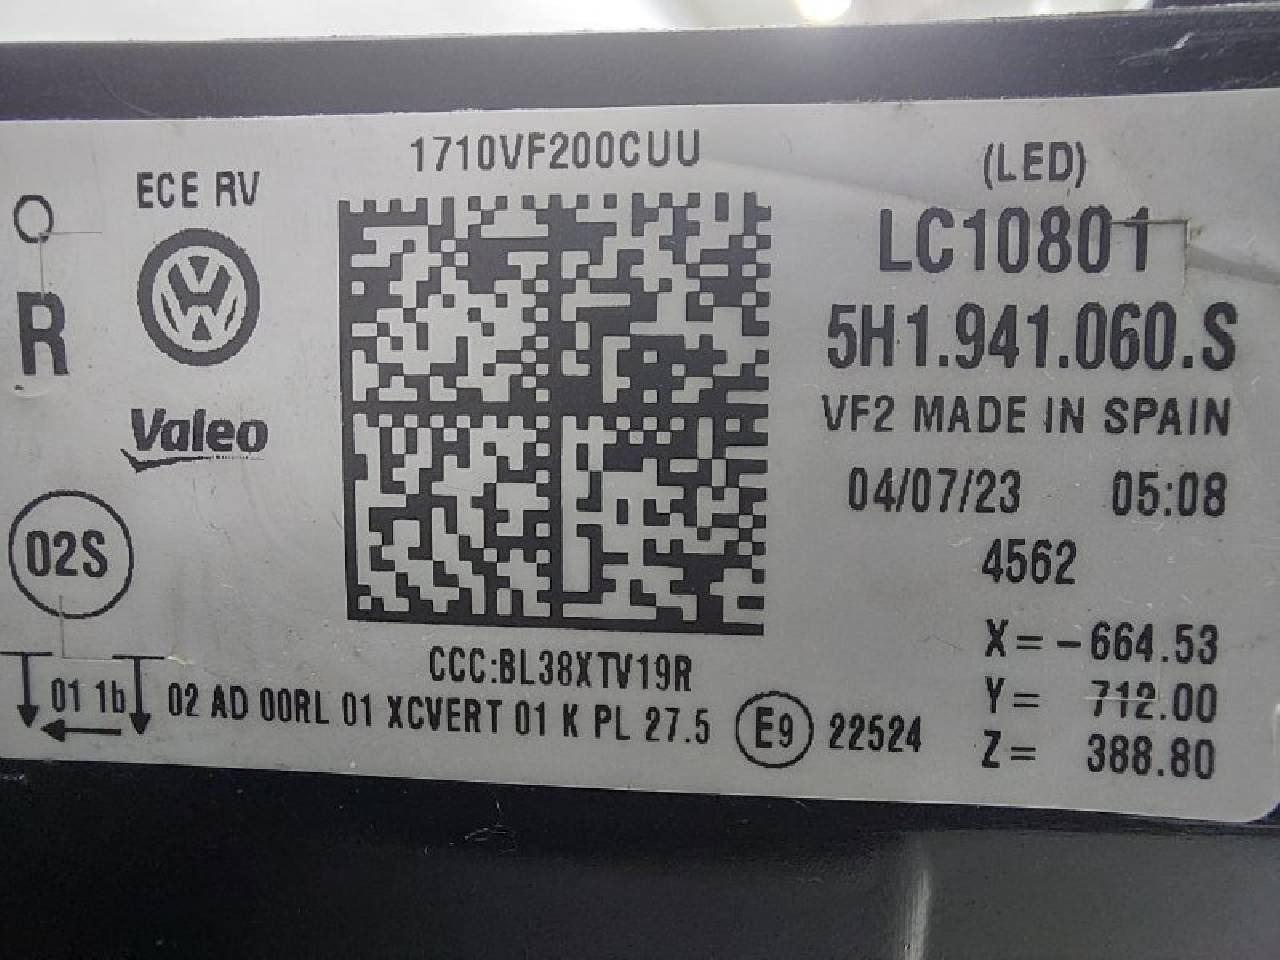 1710VF200CUU
ECE RV
R
Valeo
02S
(LED)
LC10801
5H1.941.060.S
VF2 MADE IN SPAIN
04/07/23 05:08
4562
X= -664.53
Y= 712.00
Z= 388.80
CCC:BL38XTV19R
01 1b 02 AD 00RL 01 XCVERT 01 K PL 27.5 E9 22524